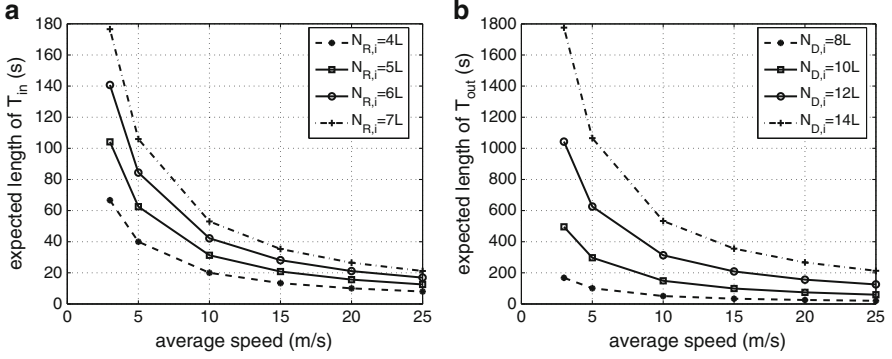 a
180
160
140
120
100
80
60
40
20
0
expected length of T_in (s)
0 5 10 15 20 25
average speed (m/s)
N_R,i=4L
N_R,i=5L
N_R,i=6L
N_R,i=7L
b
1800
1600
1400
1200
1000
800
600
400
200
0
expected length of T_out (s)
0 5 10 15 20 25
average speed (m/s)
N_D,i=8L
N_D,i=10L
N_D,i=12L
N_D,i=14L